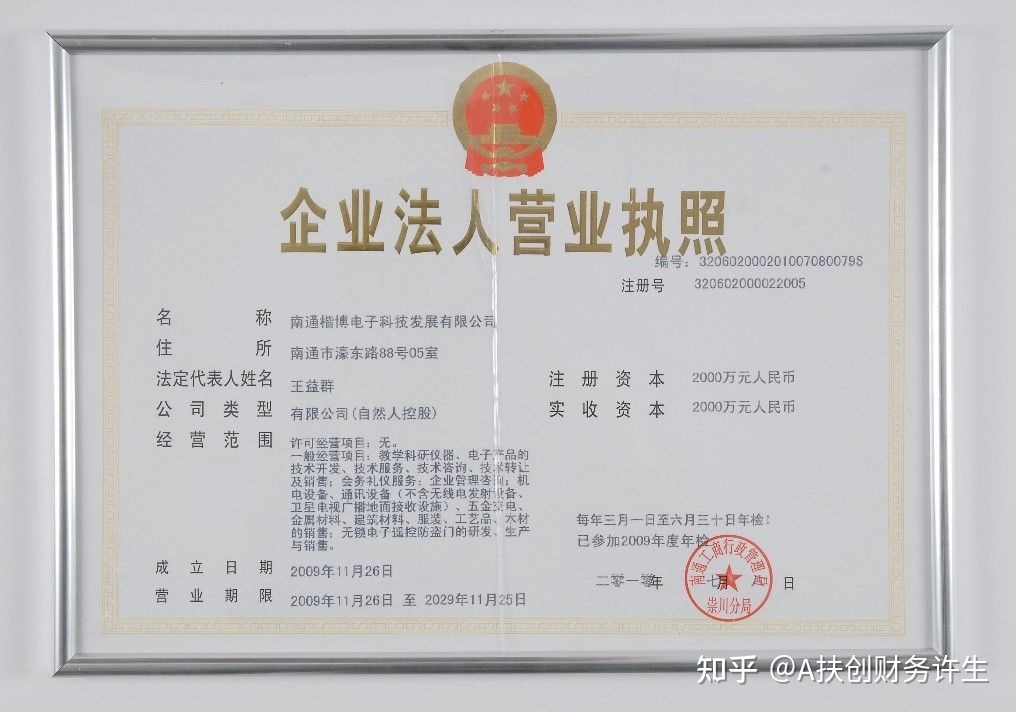 企业法人营业执照
编号：320602000201007080079S
注册号 320602000022005
名称 南通楷博电子科技发展有限公司
住所 南通市濠东路88号05室
法定代表人姓名 王益群
注册资本 2000万元人民币
公司类型 有限公司(自然人控股)
实收资本 2000万元人民币
经营范围 许可经营项目：无。
一般经营项目：教学科研仪器、电子产品的
技术开发、技术服务、技术咨询、技术转让
及销售；会务礼仪服务；企业管理咨询；机
电设备、通讯设备（不含无线电发射设备、
卫星电视广播地面接收设施）、五金交电、
金属材料、建筑材料、服装、工艺品、木材
的销售；无锁电子遥控防盗门的研发、生产
与销售。
每年三月一日至六月三十日年检！
已参加2009年度年检
成立日期 2009年11月26日
营业期限 2009年11月26日 至 2029年11月25日
二零一零年 七月 八日
南通工商行政管理局
崇川分局
知乎 @A扶创财务许生